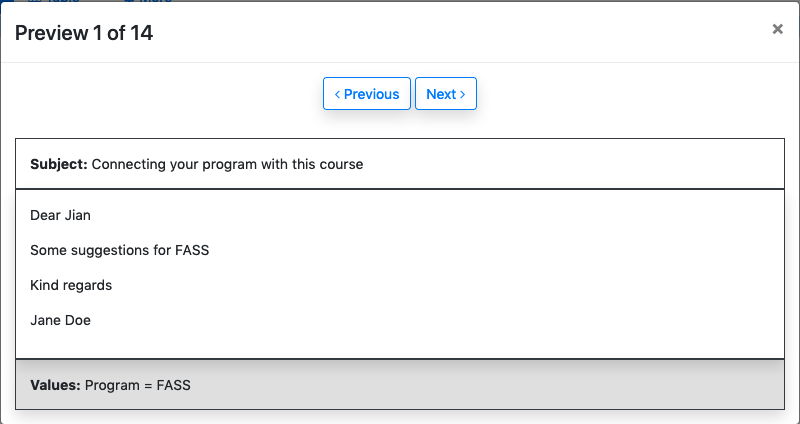 Preview 1 of 14
×
‹ Previous Next ›
Subject: Connecting your program with this course
Dear Jian
Some suggestions for FASS
Kind regards
Jane Doe
Values: Program = FASS